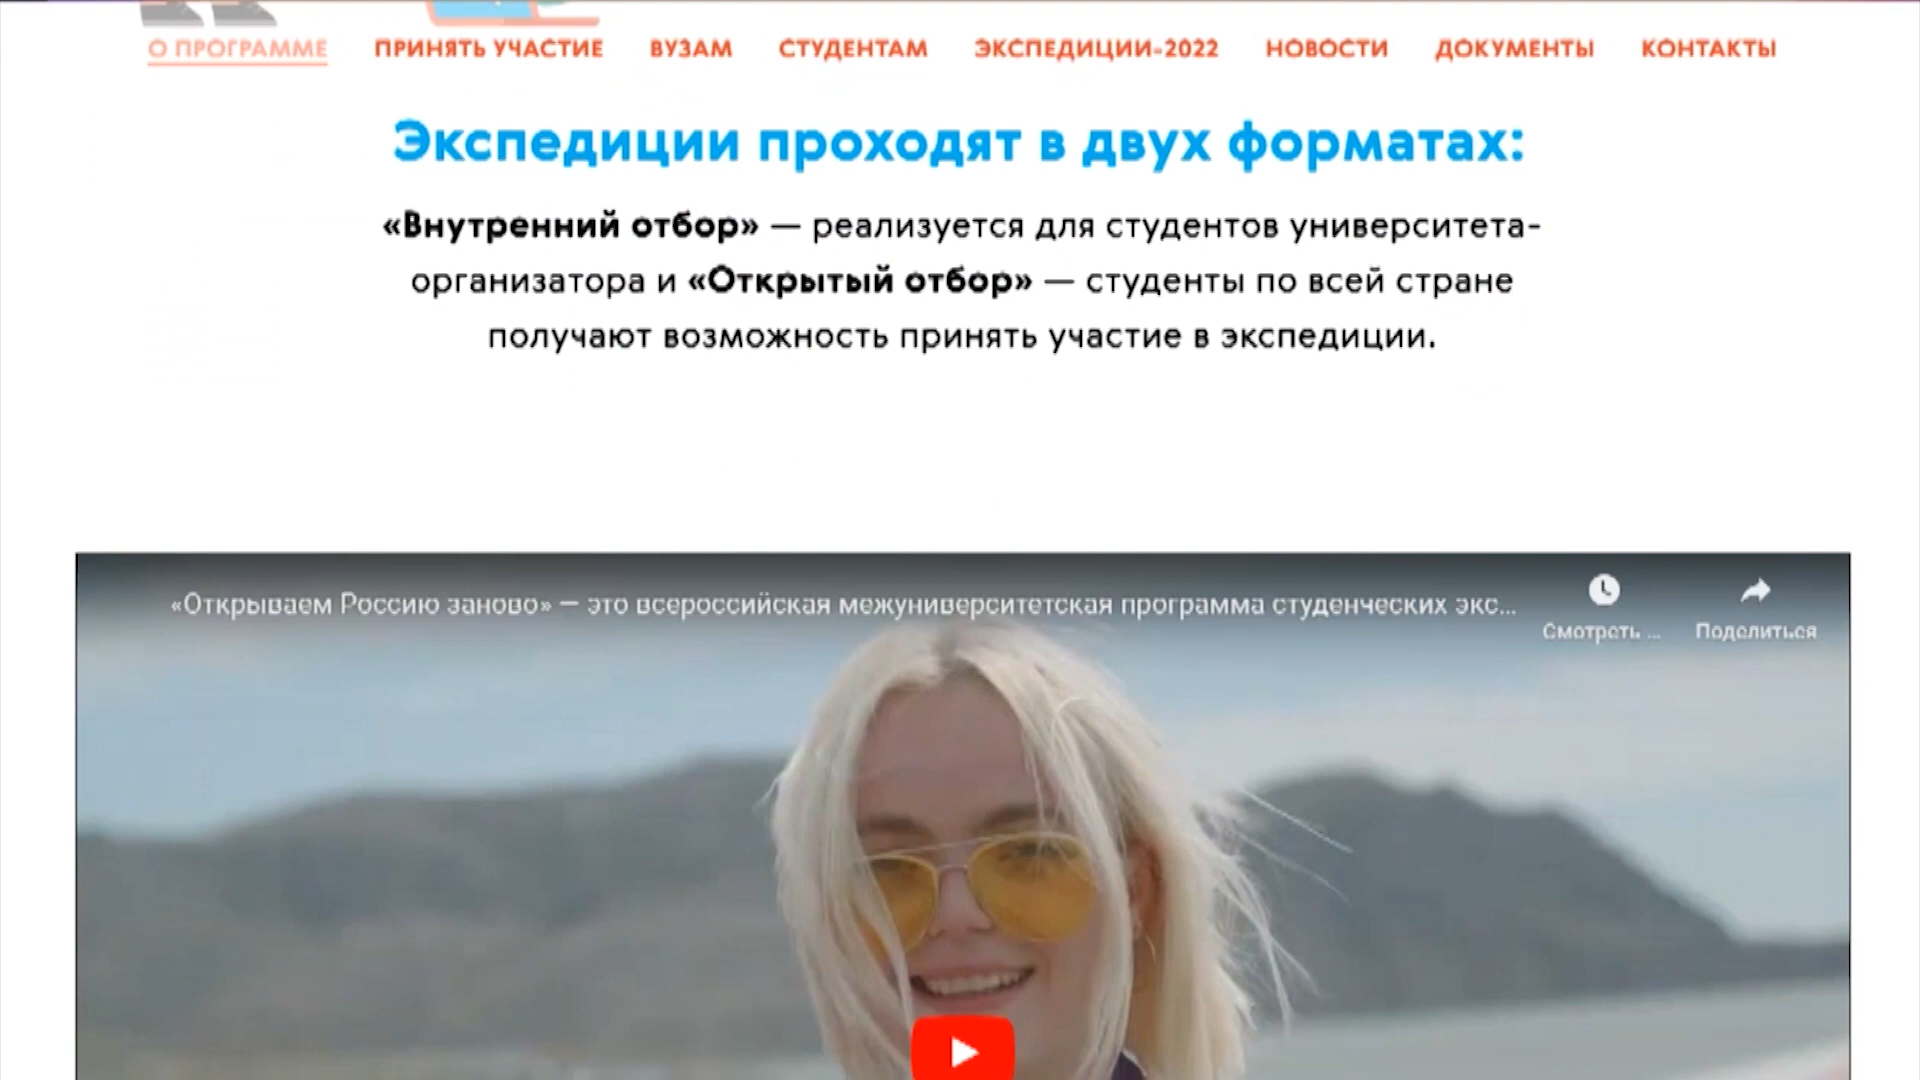 О ПРОГРАММЕ ПРИНЯТЬ УЧАСТИЕ ВУЗАМ СТУДЕНТАМ ЭКСПЕДИЦИИ-2022 НОВОСТИ ДОКУМЕНТЫ КОНТАКТЫ
Экспедиции проходят в двух форматах:
«Внутренний отбор» — реализуется для студентов университета-
организатора и «Открытый отбор» — студенты по всей стране
получают возможность принять участие в экспедиции.
«Открываем Россию заново» — это всероссийская межуниверситетская программа студенческих экс...
Смотреть ... Поделиться